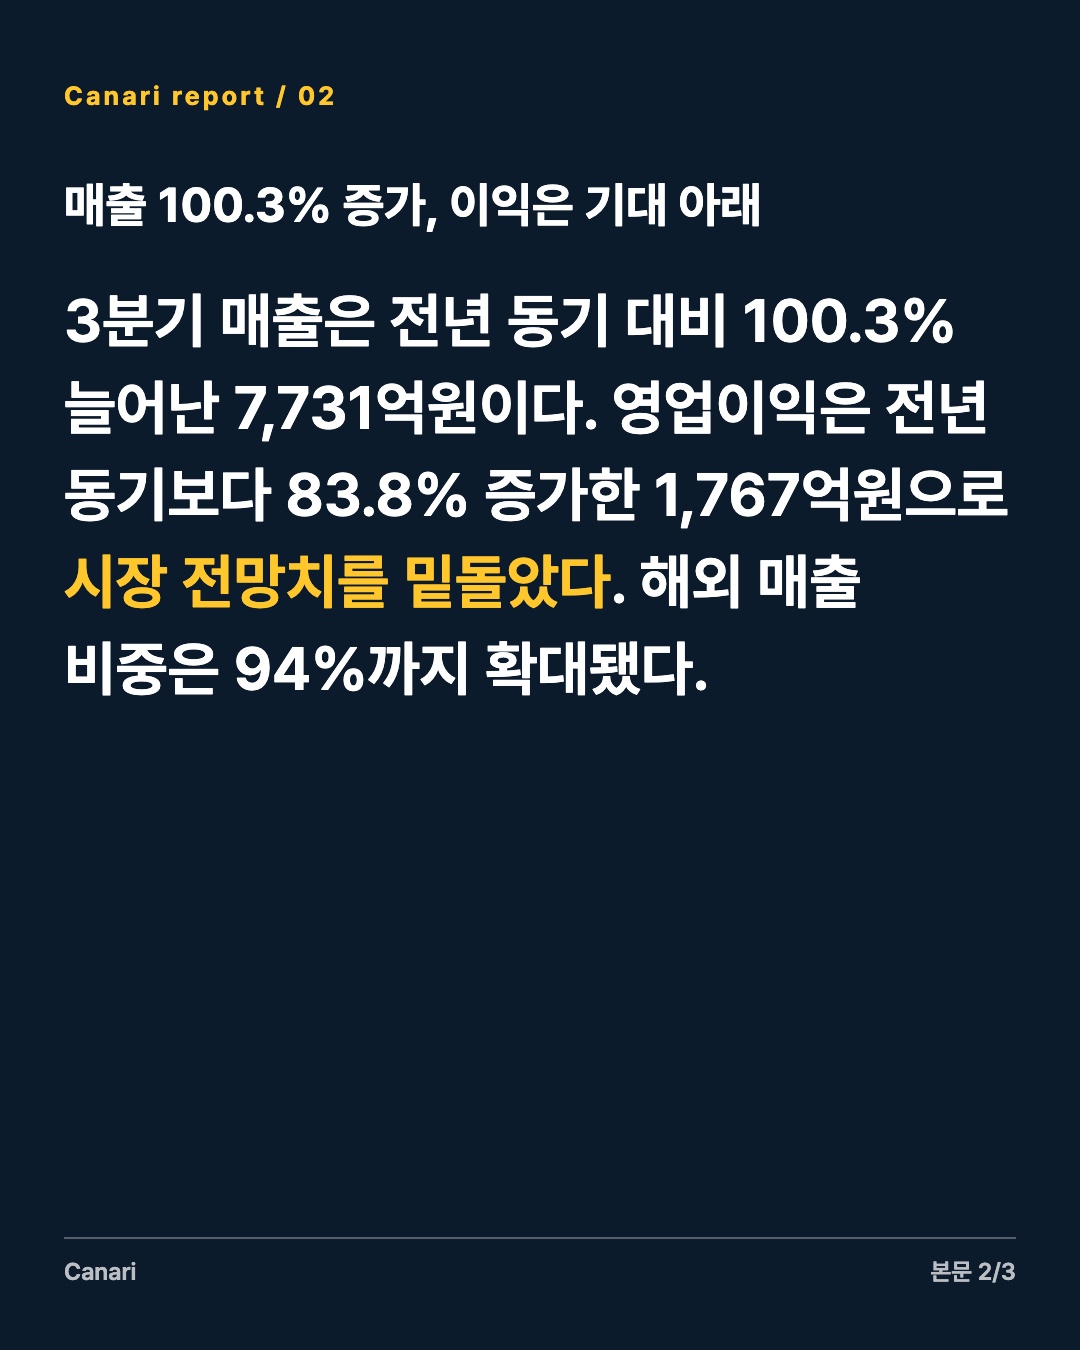 Canari report / 02
매출 100.3% 증가, 이익은 기대 아래
3분기 매출은 전년 동기 대비 100.3%
늘어난 7,731억원이다. 영업이익은 전년
동기보다 83.8% 증가한 1,767억원으로
시장 전망치를 밑돌았다. 해외 매출
비중은 94%까지 확대됐다.
Canari
본문 2/3